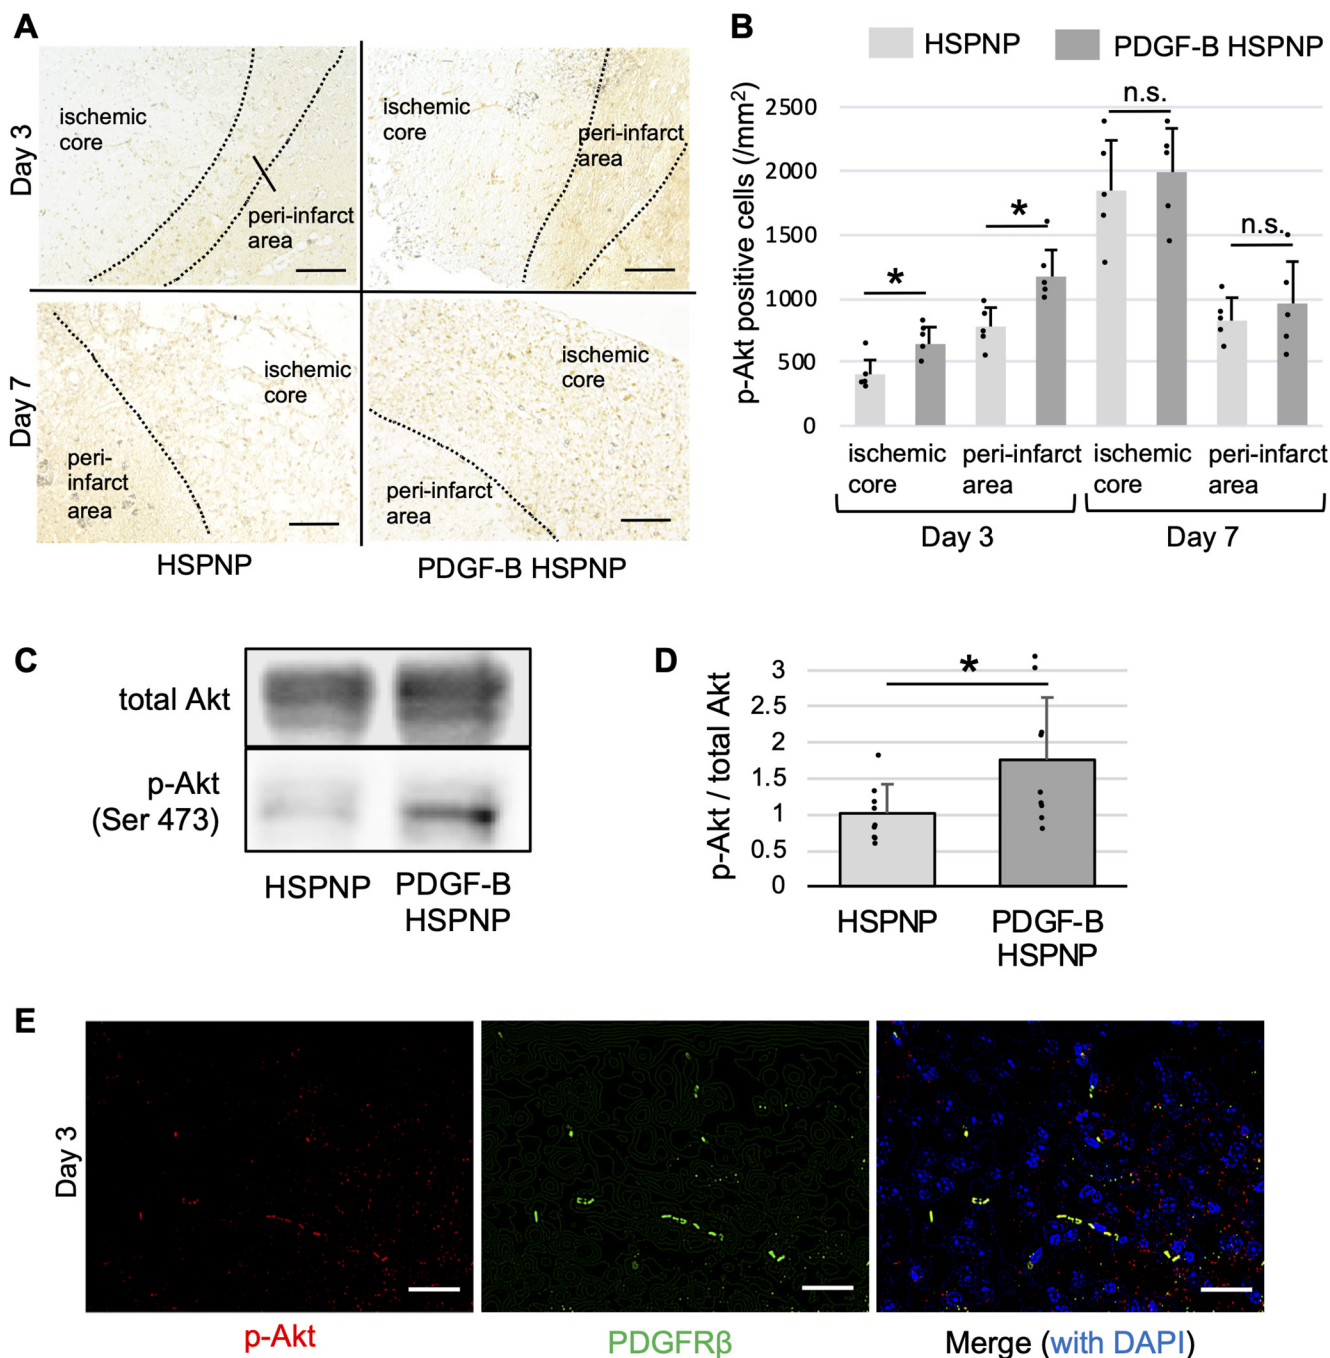 A
Day 3
ischemic
core
peri-infarct
area
ischemic
core
peri-infarct
area
Day 7
ischemic
core
peri-
infarct
area
ischemic
core
peri-infarct
area
HSPNP
PDGF-B HSPNP
B
HSPNP
PDGF-B HSPNP
p-Akt positive cells (/mm²)
2500
2000
1500
1000
500
0
*
*
n.s.
n.s.
ischemic
core
peri-infarct
area
ischemic
core
peri-infarct
area
Day 3
Day 7
C
total Akt
p-Akt
(Ser 473)
HSPNP
PDGF-B
HSPNP
D
p-Akt / total Akt
3
2.5
2
1.5
1
0.5
0
*
HSPNP
PDGF-B
HSPNP
E
Day 3
p-Akt
PDGFRβ
Merge (with DAPI)